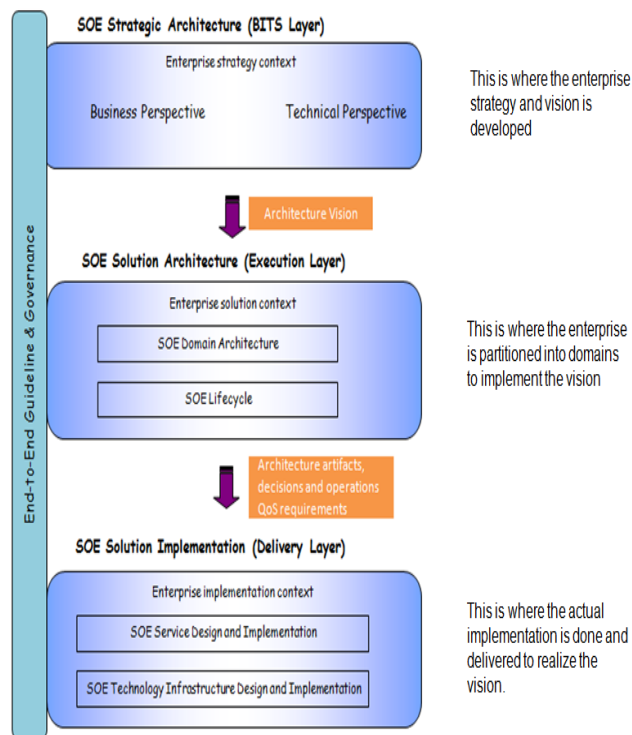 SOE Strategic Architecture (BITS Layer)
Enterprise strategy context
Business Perspective
Technical Perspective
This is where the enterprise
strategy and vision is
developed
Architecture Vision
End-to-End Guideline & Governance
SOE Solution Architecture (Execution Layer)
Enterprise solution context
SOE Domain Architecture
SOE Lifecycle
This is where the enterprise
is partitioned into domains
to implement the vision
Architecture artifacts,
decisions and operations
QoS requirements
SOE Solution Implementation (Delivery Layer)
Enterprise implementation context
SOE Service Design and Implementation
SOE Technology Infrastructure Design and Implementation
This is where the actual
implementation is done and
delivered to realize the
vision.